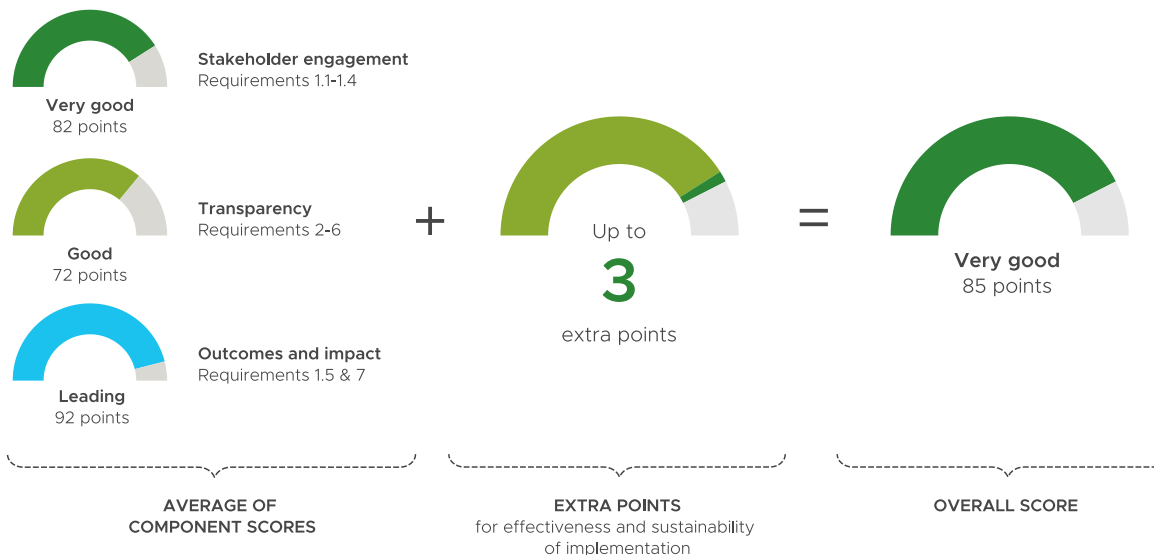 Stakeholder engagement
Requirements 1.1-1.4
Very good
82 points
Transparency
Requirements 2-6
Good
72 points
Outcomes and impact
Requirements 1.5 & 7
Leading
92 points
+
Up to
3
extra points
=
Very good
85 points
AVERAGE OF
COMPONENT SCORES
EXTRA POINTS
for effectiveness and sustainability
of implementation
OVERALL SCORE